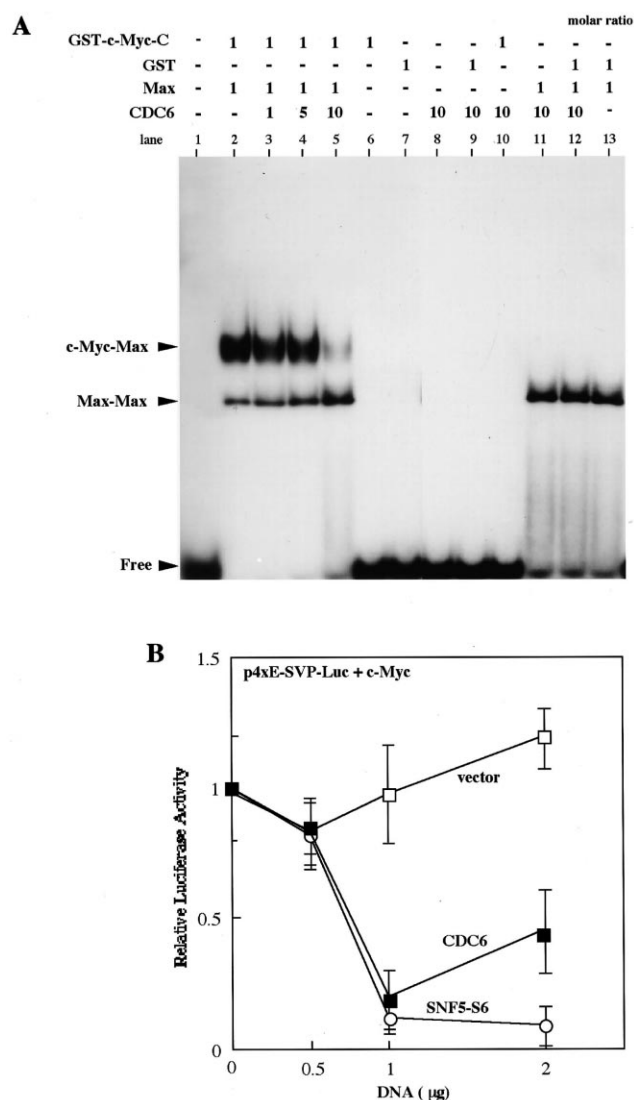 A
molar ratio
GST-c-Myc-C - 1 1 1 1 1 - - - 1 - - -
GST - - - - - - 1 - 1 - - 1 1
Max - 1 1 1 1 - - - - - 1 1 1
CDC6 - - 1 5 10 - - 10 10 10 10 10 -
lane 1 2 3 4 5 6 7 8 9 10 11 12 13
c-Myc-Max
Max-Max
Free
B
p4xE-SVP-Luc + c-Myc
Relative Luciferase Activity
1.5
1
0.5
0
vector
CDC6
SNF5-S6
0 0.5 1 2
DNA ( µg)